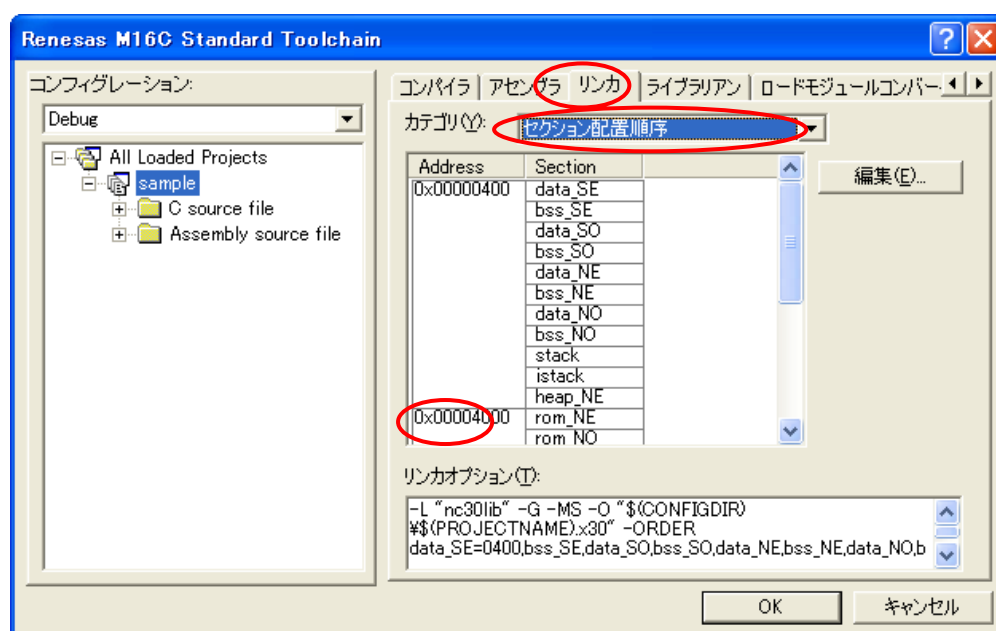 Renesas M16C Standard Toolchain
コンフィグレーション:
Debug
All Loaded Projects
sample
C source file
Assembly source file
コンパイラ アセンブラ リンカ ライブラリアン ロードモジュールコンバー
カテゴリ(Y): セクション配置順序
Address Section
0x00000400 data_SE
bss_SE
data_SO
bss_SO
data_NE
bss_NE
data_NO
bss_NO
stack
istack
heap_NE
0x00004000 rom_NE
rom_NO
編集(E)...
リンカオプション(T):
-L "nc30lib" -G -MS -O "$(CONFIGDIR)
¥$(PROJECTNAME).x30" -ORDER
data_SE=0400,bss_SE,data_SO,bss_SO,data_NE,bss_NE,data_NO,b
OK キャンセル